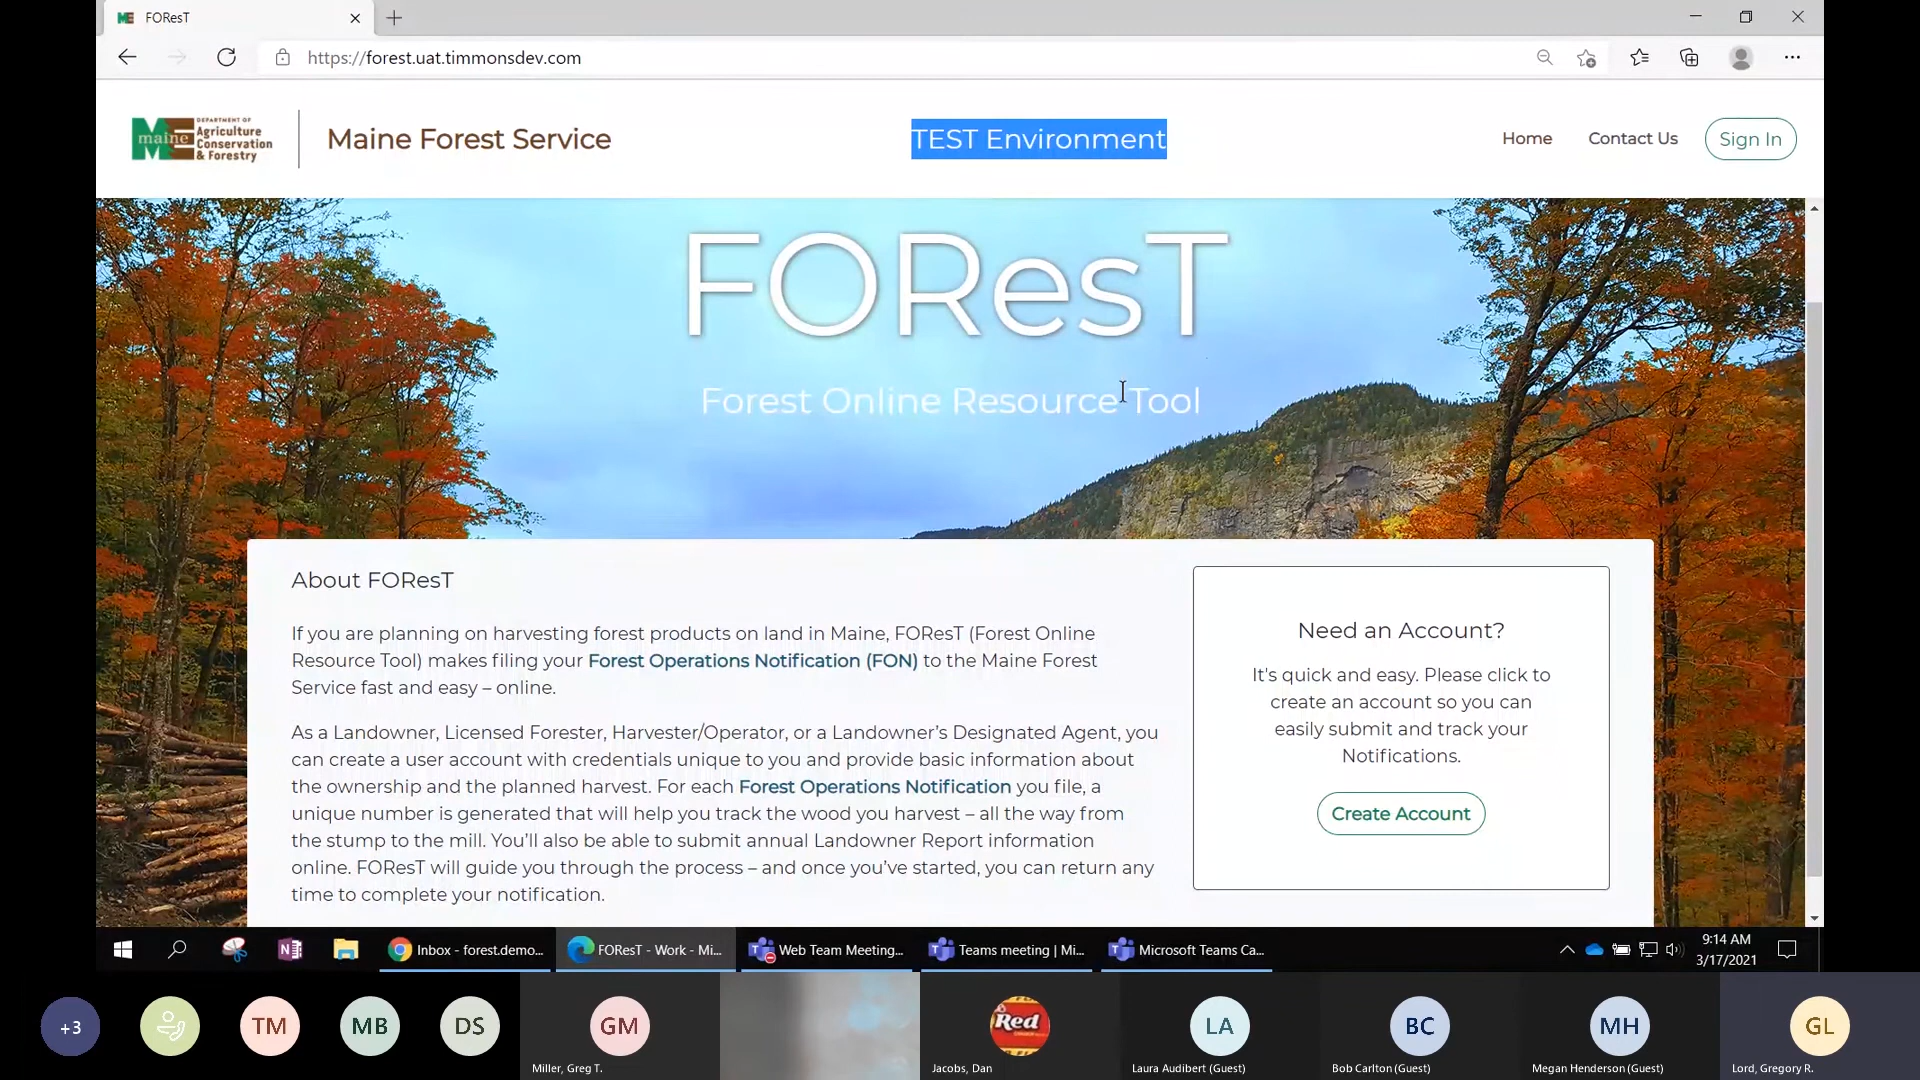 FOResT
https://forest.uat.timmonsdev.com
DEPARTMENT OF
maine Agriculture
Conservation
& Forestry
Maine Forest Service
TEST Environment
Home
Contact Us
Sign In
FOResT
Forest Online Resource Tool
About FOResT
If you are planning on harvesting forest products on land in Maine, FOResT (Forest Online
Resource Tool) makes filing your Forest Operations Notification (FON) to the Maine Forest
Service fast and easy – online.
As a Landowner, Licensed Forester, Harvester/Operator, or a Landowner’s Designated Agent, you
can create a user account with credentials unique to you and provide basic information about
the ownership and the planned harvest. For each Forest Operations Notification you file, a
unique number is generated that will help you track the wood you harvest – all the way from
the stump to the mill. You’ll also be able to submit annual Landowner Report information
online. FOResT will guide you through the process – and once you’ve started, you can return any
time to complete your notification.
Need an Account?
It's quick and easy. Please click to
create an account so you can
easily submit and track your
Notifications.
Create Account
Inbox - forest.demo...
FOResT - Work - Mi...
Web Team Meeting...
Teams meeting | Mi...
Microsoft Teams Ca...
9:14 AM
3/17/2021
+3
TM
MB
DS
GM
Red
LA
BC
MH
GL
Miller, Greg T.
Jacobs, Dan
Laura Audibert (Guest)
Bob Carlton (Guest)
Megan Henderson (Guest)
Lord, Gregory R.